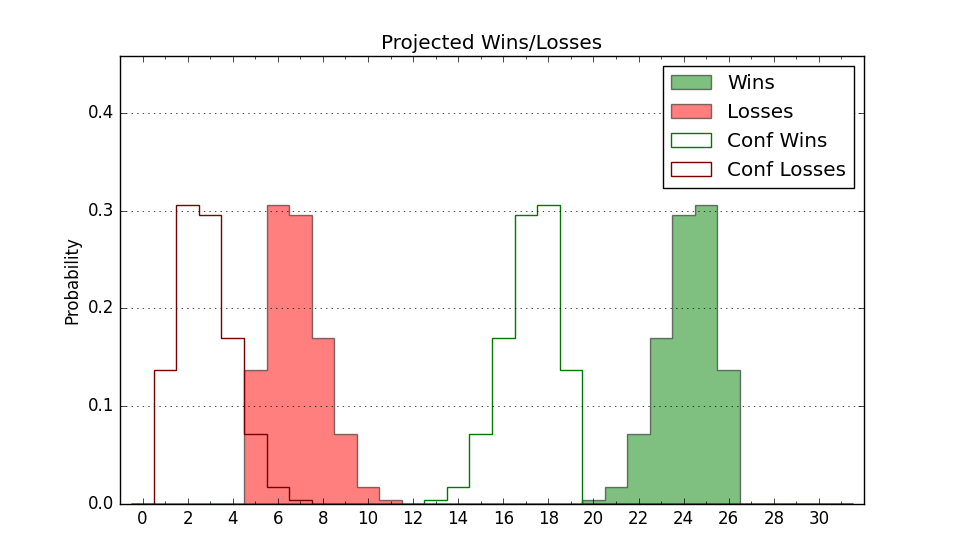 Projected Wins/Losses
Wins
Losses
Conf Wins
Conf Losses
Probability
0.4
0.3
0.2
0.1
0.0
0 2 4 6 8 10 12 14 16 18 20 22 24 26 28 30